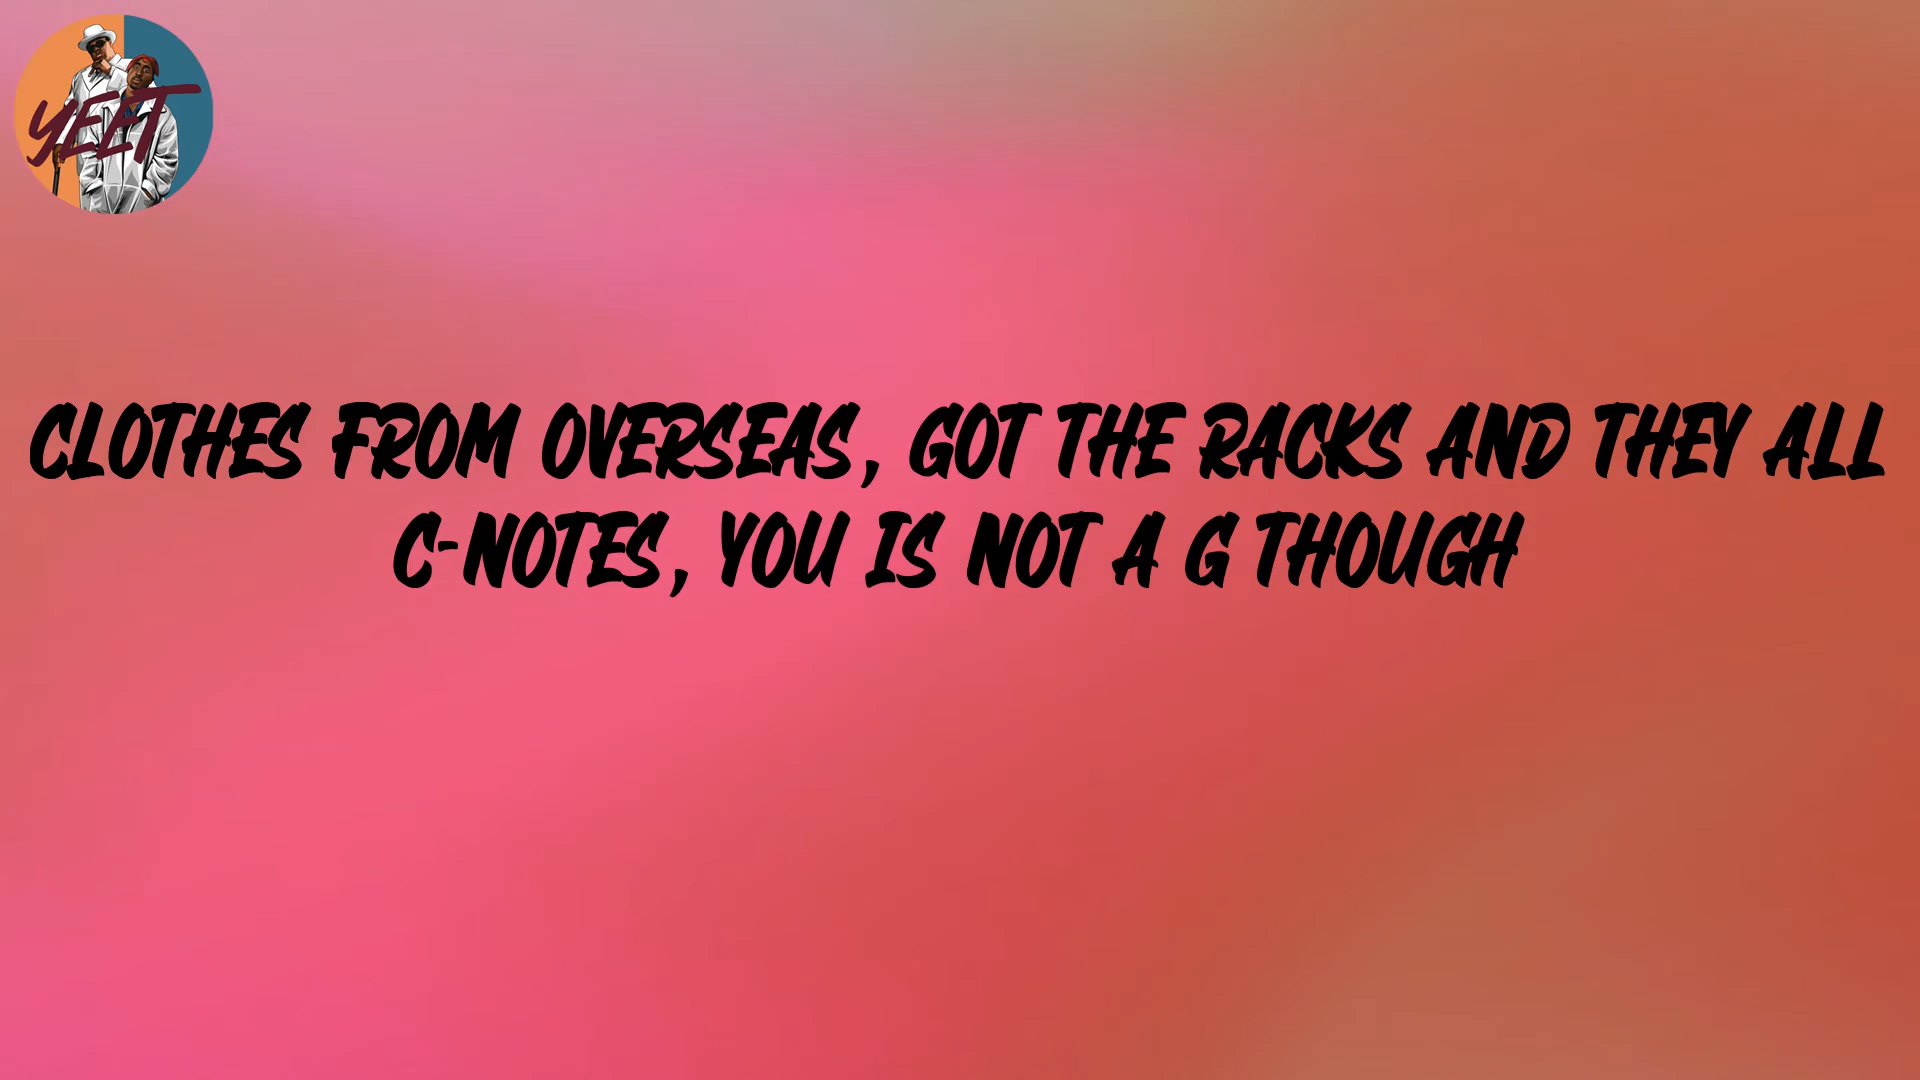 YEET
CLOTHES FROM OVERSEAS, GOT THE RACKS AND THEY ALL
C-NOTES, YOU IS NOT A G THOUGH